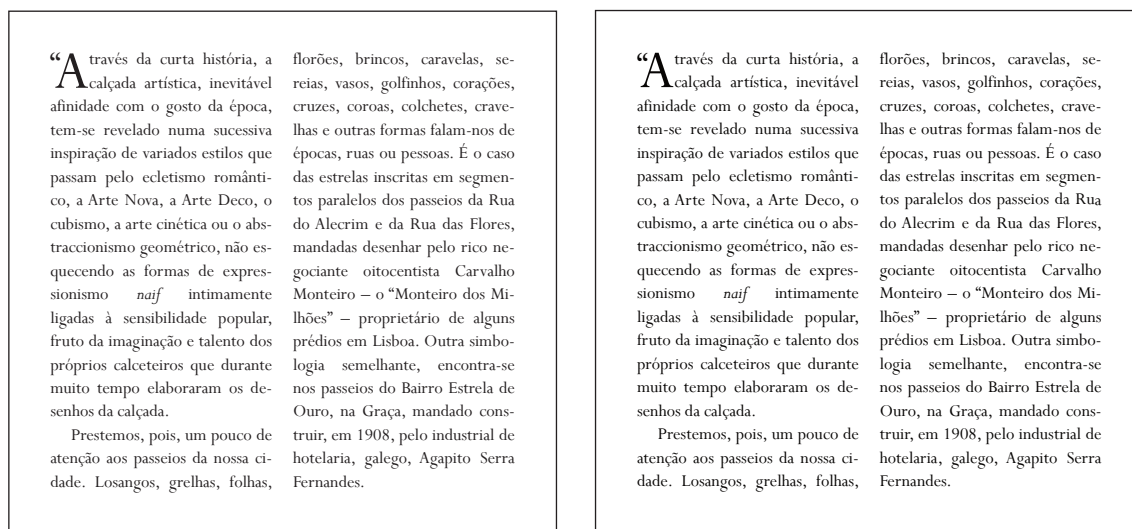 “Através da curta história, a
calçada artística, inevitável
afinidade com o gosto da época,
tem-se revelado numa sucessiva
inspiração de variados estilos que
passam pelo ecletismo românti-
co, a Arte Nova, a Arte Deco, o
cubismo, a arte cinética ou o abs-
traccionismo geométrico, não es-
quecendo as formas de expres-
sionismo naif intimamente
ligadas à sensibilidade popular,
fruto da imaginação e talento dos
próprios calceteiros que durante
muito tempo elaboraram os de-
senhos da calçada.
Prestemos, pois, um pouco de
atenção aos passeios da nossa ci-
dade. Losangos, grelhas, folhas,
florões, brincos, caravelas, se-
reias, vasos, golfinhos, corações,
cruzes, coroas, colchetes, crave-
lhas e outras formas falam-nos de
épocas, ruas ou pessoas. É o caso
das estrelas inscritas em segmen-
tos paralelos dos passeios da Rua
do Alecrim e da Rua das Flores,
mandadas desenhar pelo rico ne-
gociante oitocentista Carvalho
Monteiro – o “Monteiro dos Mi-
lhões” – proprietário de alguns
prédios em Lisboa. Outra simbo-
logia semelhante, encontra-se
nos passeios do Bairro Estrela de
Ouro, na Graça, mandado cons-
truir, em 1908, pelo industrial de
hotelaria, galego, Agapito Serra
Fernandes.
“Através da curta história, a
calçada artística, inevitável
afinidade com o gosto da época,
tem-se revelado numa sucessiva
inspiração de variados estilos que
passam pelo ecletismo românti-
co, a Arte Nova, a Arte Deco, o
cubismo, a arte cinética ou o abs-
traccionismo geométrico, não es-
quecendo as formas de expres-
sionismo naif intimamente
ligadas à sensibilidade popular,
fruto da imaginação e talento dos
próprios calceteiros que durante
muito tempo elaboraram os de-
senhos da calçada.
Prestemos, pois, um pouco de
atenção aos passeios da nossa ci-
dade. Losangos, grelhas, folhas,
florões, brincos, caravelas, se-
reias, vasos, golfinhos, corações,
cruzes, coroas, colchetes, crave-
lhas e outras formas falam-nos de
épocas, ruas ou pessoas. É o caso
das estrelas inscritas em segmen-
tos paralelos dos passeios da Rua
do Alecrim e da Rua das Flores,
mandadas desenhar pelo rico ne-
gociante oitocentista Carvalho
Monteiro – o “Monteiro dos Mi-
lhões” – proprietário de alguns
prédios em Lisboa. Outra simbo-
logia semelhante, encontra-se
nos passeios do Bairro Estrela de
Ouro, na Graça, mandado cons-
truir, em 1908, pelo industrial de
hotelaria, galego, Agapito Serra
Fernandes.